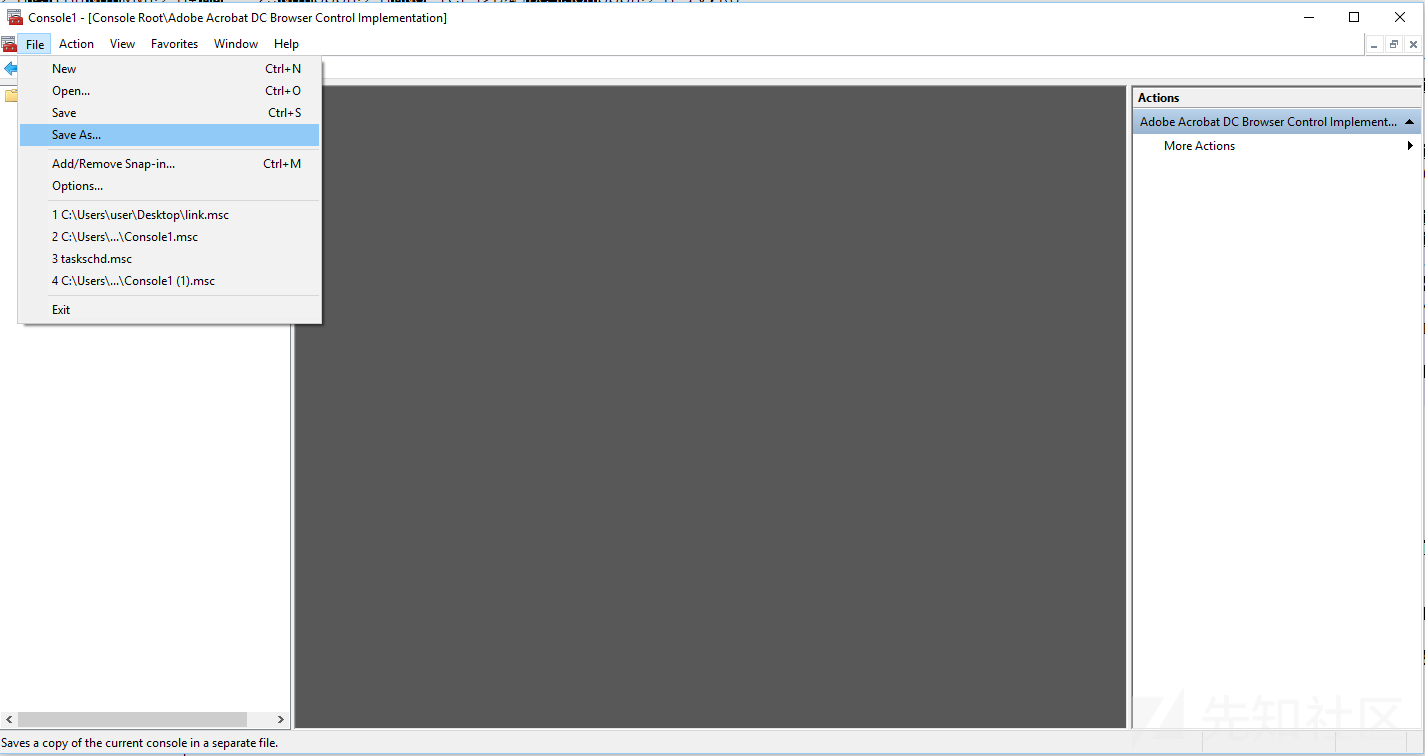 Console1 - [Console Root\Adobe Acrobat DC Browser Control Implementation]
File Action View Favorites Window Help
New Ctrl+N
Open... Ctrl+O
Save Ctrl+S
Save As...
Add/Remove Snap-in... Ctrl+M
Options...
1 C:\Users\user\Desktop\link.msc
2 C:\Users\...\Console1.msc
3 taskschd.msc
4 C:\Users\...\Console1 (1).msc
Exit
Actions
Adobe Acrobat DC Browser Control Implement...
More Actions
Saves a copy of the current console in a separate file.
先知社区